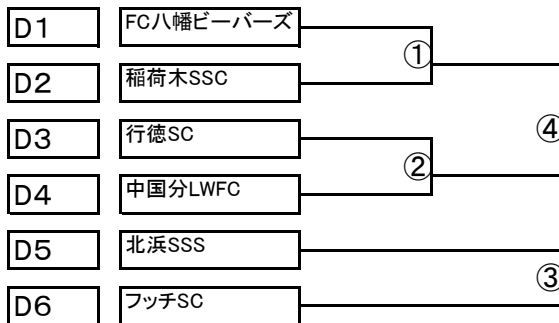 D1 FC八幡ビーバーズ
①
D2 稲荷木SSC
D3 行徳SC
④
②
D4 中国分LWFC
D5 北浜SSS
③
D6 フッチSC